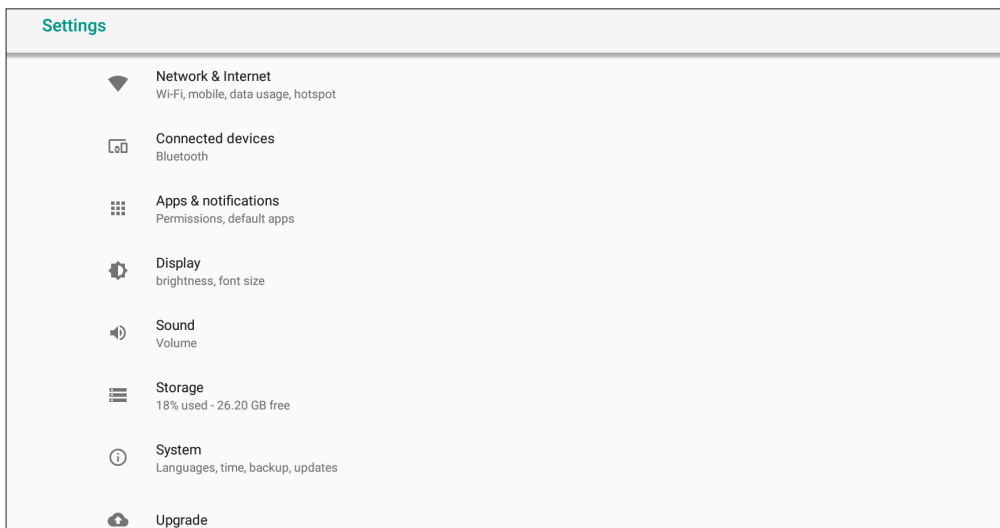 Settings
Network & Internet
Wi-Fi, mobile, data usage, hotspot
Connected devices
Bluetooth
Apps & notifications
Permissions, default apps
Display
brightness, font size
Sound
Volume
Storage
18% used - 26.20 GB free
System
Languages, time, backup, updates
Upgrade